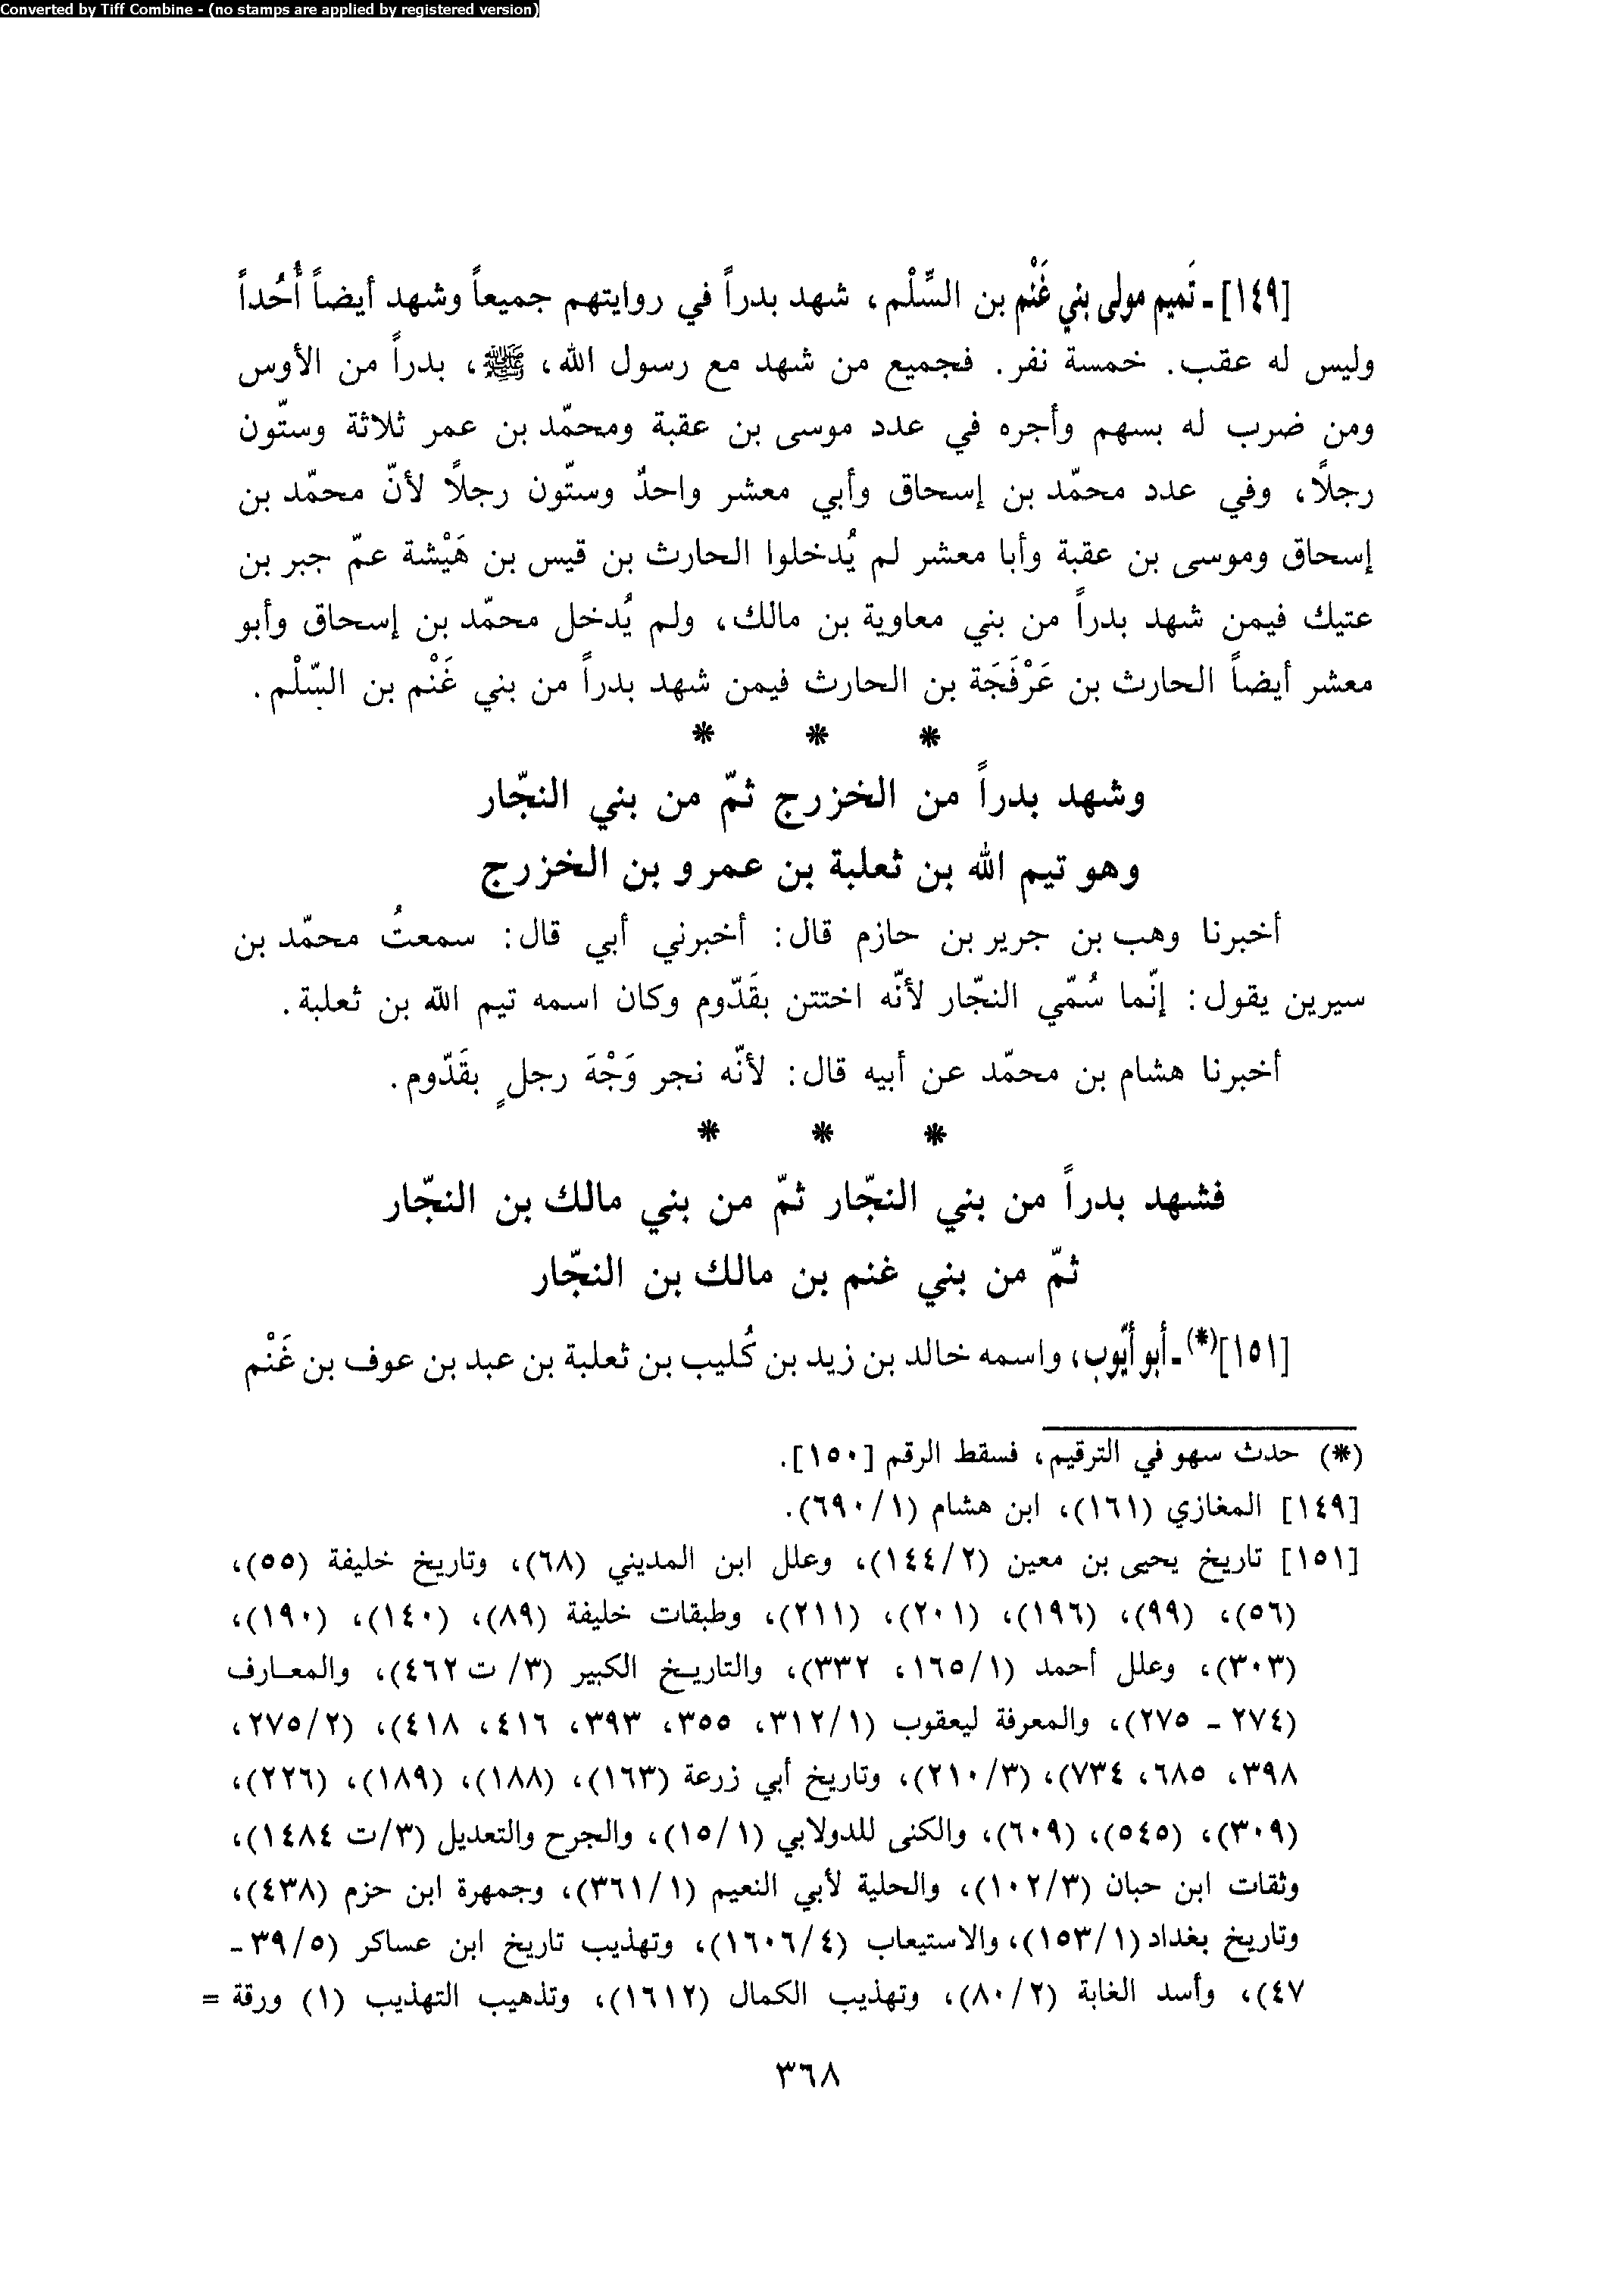 Converted by Tiff Combine - (no stamps are applied by registered version)
[١٤٩] ـ تَميم مولى بني غَنْم بن السِّلْم، شهد بدراً في روايتهم جميعاً وشهد أيضاً أُحُداً
وليس له عقب. خمسة نفر. فجميع من شهد مع رسول الله، ﷺ، بدراً من الأوس
ومن ضرب له بسهم وأجره في عدد موسى بن عقبة ومحمّد بن عمر ثلاثة وستّون
رجلاً، وفي عدد محمّد بن إسحاق وأبي معشر واحدٌ وستّون رجلاً لأنّ محمّد بن
إسحاق وموسى بن عقبة وأبا معشر لم يُدخلوا الحارث بن قيس بن هَيْشة عمّ جبر بن
عتيك فيمن شهد بدراً من بني معاوية بن مالك، ولم يُدخل محمّد بن إسحاق وأبو
معشر أيضاً الحارث بن عَرْفَجَة بن الحارث فيمن شهد بدراً من بني غَنْم بن السِّلْم.
* * *
وشهد بدراً من الخزرج ثمّ من بني النجّار
وهو تيم الله بن ثعلبة بن عمرو بن الخزرج
أخبرنا وهب بن جرير بن حازم قال: أخبرني أبي قال: سمعتُ محمّد بن
سيرين يقول: إنّما سُمّي النجّار لأنّه اختتن بقَدّوم وكان اسمه تيم الله بن ثعلبة.
أخبرنا هشام بن محمّد عن أبيه قال: لأنّه نجر وَجْهَ رجلٍ بقَدّوم.
* * *
فشهد بدراً من بني النجّار ثمّ من بني مالك بن النجّار
ثمّ من بني غنم بن مالك بن النجّار
[١٥١](*) ـ أبو أيّوب، واسمه خالد بن زيد بن كُليب بن ثعلبة بن عبد بن عوف بن غَنْم
(*) حدث سهو في الترقيم، فسقط الرقم [١٥٠].
[١٤٩] المغازي (١٦١)، ابن هشام (١/ ٦٩٠).
[١٥١] تاريخ يحيى بن معين (٢/ ١٤٤)، وعلل ابن المديني (٦٨)، وتاريخ خليفة (٥٥)،
(٥٦)، (٩٩)، (١٩٦)، (٢٠١)، (٢١١)، وطبقات خليفة (٨٩)، (١٤٠)، (١٩٠)،
(٣٠٣)، وعلل أحمد (١/ ١٦٥، ٣٣٢)، والتاريخ الكبير (٣/ ت ٤٦٢)، والمعارف
(٢٧٤ - ٢٧٥)، والمعرفة ليعقوب (١/ ٣١٢، ٣٥٥، ٣٩٣، ٤١٦، ٤١٨)، (٢/ ٢٧٥،
٣٩٨، ٦٨٥، ٧٣٤)، (٣/ ٢١٠)، وتاريخ أبي زرعة (١٦٣)، (١٨٨)، (١٨٩)، (٢٢٦)،
(٣٠٩)، (٥٤٥)، (٦٠٩)، والكنى للدولابي (١/ ١٥)، والجرح والتعديل (٣/ت ١٤٨٤)،
وثقات ابن حبان (٣/ ١٠٢)، والحلية لأبي النعيم (١/ ٣٦١)، وجمهرة ابن حزم (٤٣٨)،
وتاريخ بغداد (١/ ١٥٣)، والاستيعاب (٤/ ١٦٠٦)، وتهذيب تاريخ ابن عساكر (٥/ ٣٩ -
٤٧)، وأسد الغابة (٢/ ٨٠)، وتهذيب الكمال (١٦١٢)، وتذهيب التهذيب (١) ورقة =
٣٦٨